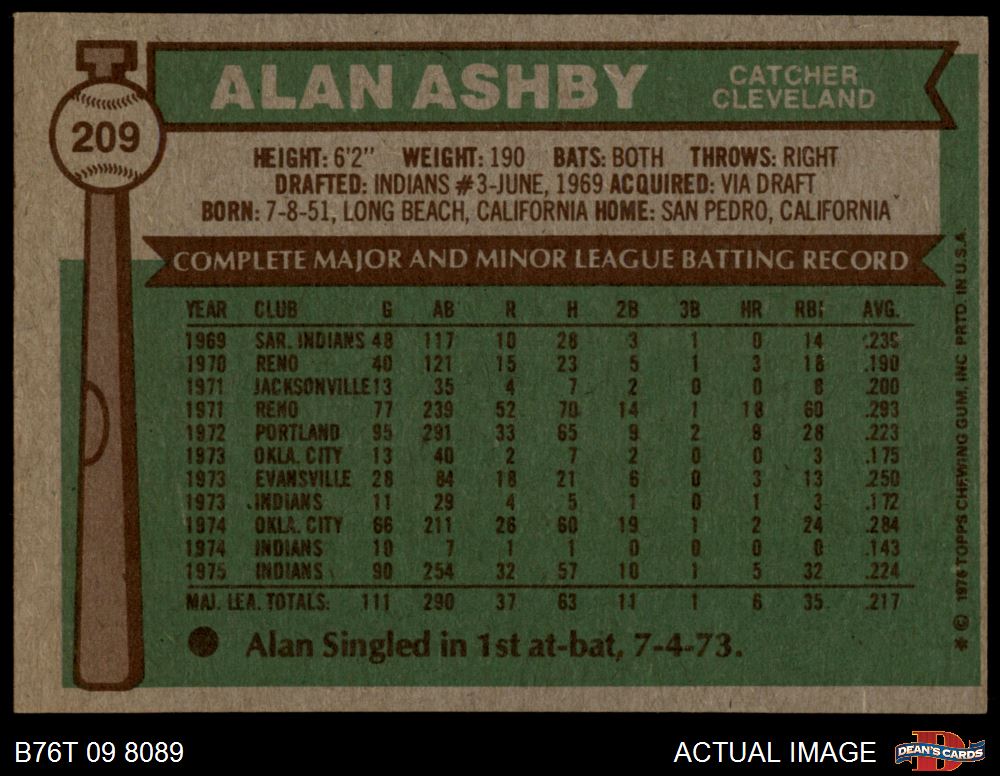 ALAN ASHBY
CATCHER
CLEVELAND
209
HEIGHT: 6'2" WEIGHT: 190 BATS: BOTH THROWS: RIGHT
DRAFTED: INDIANS #3-JUNE, 1969 ACQUIRED: VIA DRAFT
BORN: 7-8-51, LONG BEACH, CALIFORNIA HOME: SAN PEDRO, CALIFORNIA
COMPLETE MAJOR AND MINOR LEAGUE BATTING RECORD
YEAR CLUB G AB R H 2B 3B HR RBI AVG.
1969 SAR. INDIANS 48 117 10 28 3 1 0 14 .239
1970 RENO 40 121 15 23 5 1 3 18 .190
1971 JACKSONVILLE 13 35 4 7 2 0 0 8 .200
1971 RENO 77 239 52 70 14 1 18 60 .293
1972 PORTLAND 95 291 33 65 9 2 8 28 .223
1973 OKLA. CITY 13 40 2 7 2 0 0 3 .175
1973 EVANSVILLE 28 84 18 21 6 0 3 13 .250
1973 INDIANS 11 29 4 5 1 0 1 3 .172
1974 OKLA. CITY 66 211 26 60 19 1 2 24 .284
1974 INDIANS 10 7 1 1 0 0 0 0 .143
1975 INDIANS 90 254 32 57 10 1 5 32 .224
MAJ. LEA. TOTALS: 111 290 37 63 11 1 6 35 .217
● Alan Singled in 1st at-bat, 7-4-73.
* © 1976 TOPPS CHEWING GUM, INC PRTD. IN U.S.A.
B76T 09 8089
ACTUAL IMAGE
D
DEAN'S CARDS